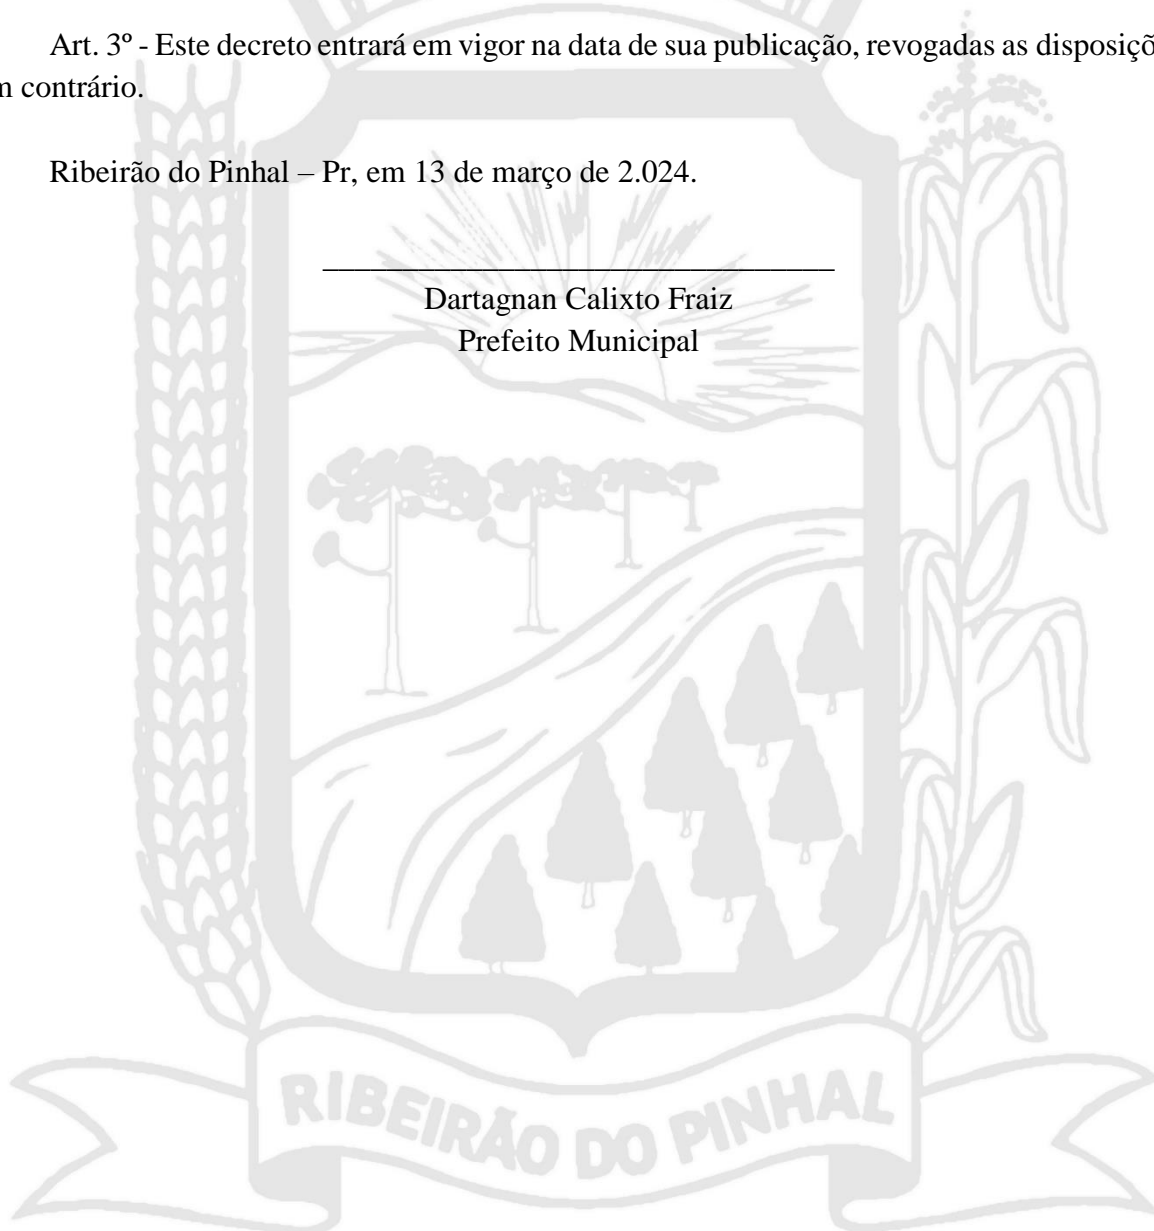 Art. 3º - Este decreto entrará em vigor na data de sua publicação, revogadas as disposiçõ
m contrário.
Ribeirão do Pinhal – Pr, em 13 de março de 2.024.
Dartagnan Calixto Fraiz
Prefeito Municipal
RIBEIRÃO DO PINHAL